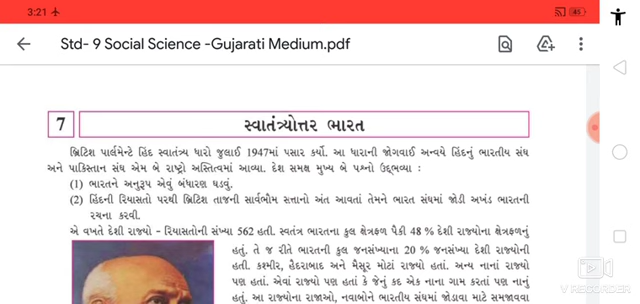 3:21
45
Std- 9 Social Science -Gujarati Medium.pdf
7
સ્વાતંત્ર્યોત્તર ભારત
બ્રિટિશ પાર્લમેન્ટે હિંદ સ્વાતંત્ર્ય ધારો જુલાઈ 1947માં પસાર કર્યો. આ ધારાની જોગવાઈ અન્વયે હિંદનું ભારતીય સંઘ
અને પાકિસ્તાન સંઘ એમ બે રાષ્ટ્રો અસ્તિત્વમાં આવ્યા. દેશ સમક્ષ મુખ્ય બે પ્રશ્નો ઉદ્ભવ્યા :
(1) ભારતને અનુરૂપ એવું બંધારણ ઘડવું.
(2) હિંદની રિયાસતો પરથી બ્રિટિશ તાજની સાર્વભૌમ સત્તાનો અંત આવતાં તેમને ભારત સંઘમાં જોડી અખંડ ભારતની
રચના કરવી.
એ વખતે દેશી રાજ્યો - રિયાસતોની સંખ્યા 562 હતી. સ્વતંત્ર ભારતના કુલ ક્ષેત્રફળ પૈકી 48 % દેશી રાજ્યોના ક્ષેત્રફળનું
હતું. તે જ રીતે ભારતની કુલ જનસંખ્યાના 20 % જનસંખ્યા દેશી રાજ્યોની
હતી. કશ્મીર, હૈદરાબાદ અને મૈસૂર મોટાં રાજ્યો હતાં. અન્ય નાનાં રાજ્યો
પણ હતાં. એવાં રાજ્યો પણ હતાં કે જેનું કદ એક નાના ગામ કરતાં પણ નાનું
હતું. આ રાજ્યોના રાજાઓ, નવાબોને ભારતીય સંઘમાં જોડાવા માટે સમજાવવા
V RECORDER